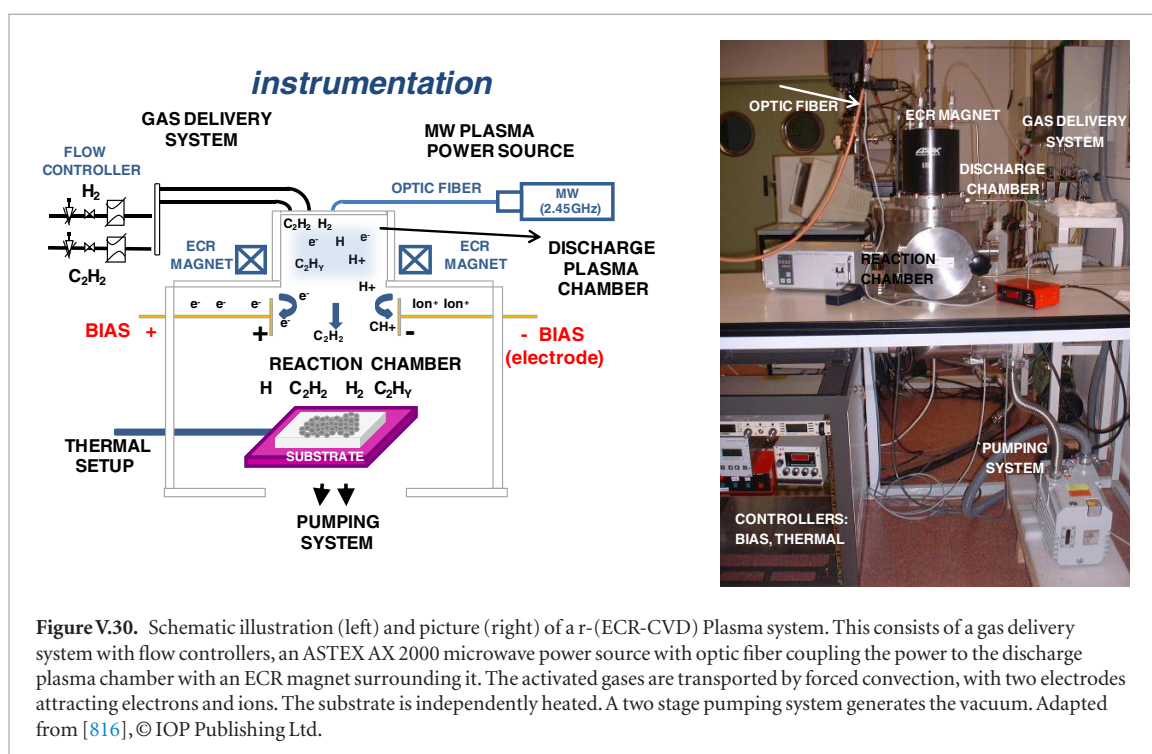 instrumentation
GAS DELIVERY
SYSTEM
MW PLASMA
POWER SOURCE
FLOW
CONTROLLER
H2
C2H2
OPTIC FIBER
MW
(2.45GHz)
C2H2 H2
e- H e-
C2HY H+
ECR
MAGNET
ECR
MAGNET
DISCHARGE
PLASMA
CHAMBER
H+
e- e- e- e-
Ion+ Ion+
BIAS +
+ e-
C2H2
CH+ -
- BIAS
(electrode)
REACTION CHAMBER
H C2H2 H2 C2HY
THERMAL
SETUP
SUBSTRATE
PUMPING
SYSTEM
OPTIC FIBER
ECR MAGNET
GAS DELIVERY
SYSTEM
DISCHARGE
CHAMBER
REACTION
CHAMBER
PUMPING
SYSTEM
CONTROLLERS:
BIAS, THERMAL
Figure V.30. Schematic illustration (left) and picture (right) of a r-(ECR-CVD) Plasma system. This consists of a gas delivery
system with flow controllers, an ASTEX AX 2000 microwave power source with optic fiber coupling the power to the discharge
plasma chamber with an ECR magnet surrounding it. The activated gases are transported by forced convection, with two electrodes
attracting electrons and ions. The substrate is independently heated. A two stage pumping system generates the vacuum. Adapted
from [816], © IOP Publishing Ltd.